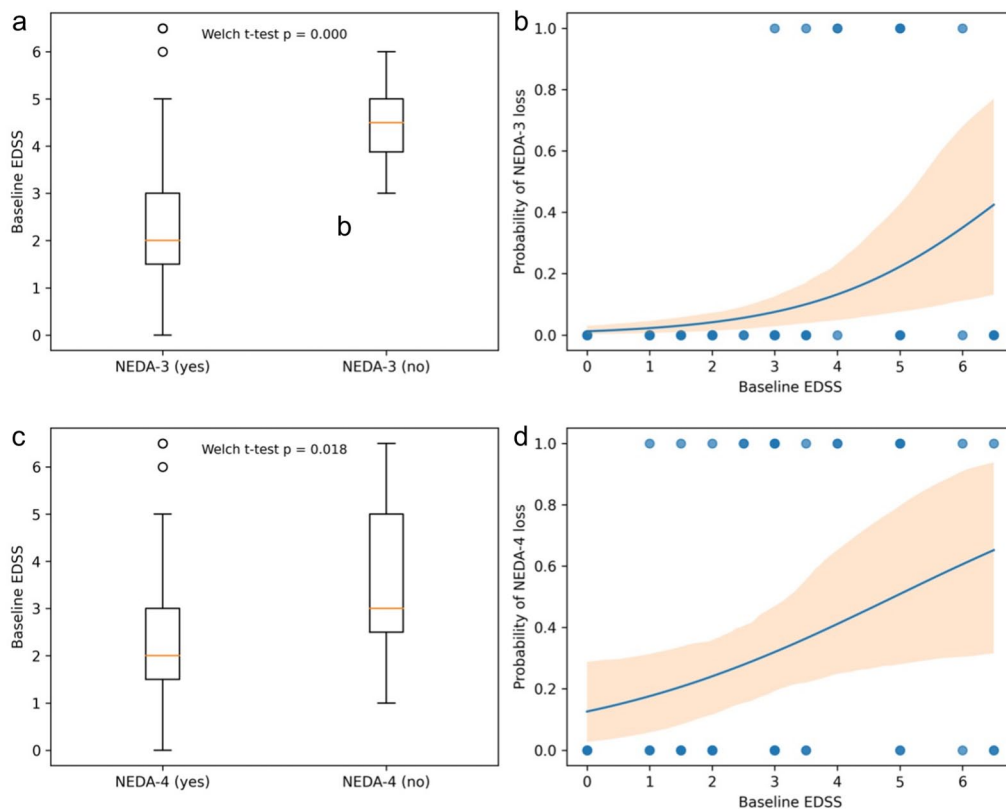 a
Welch t-test p = 0.000
Baseline EDSS
6
5
4
3
2
1
0
b
NEDA-3 (yes)
NEDA-3 (no)
b
Probability of NEDA-3 loss
1.0
0.8
0.6
0.4
0.2
0.0
0 1 2 3 4 5 6
Baseline EDSS
c
Welch t-test p = 0.018
Baseline EDSS
6
5
4
3
2
1
0
NEDA-4 (yes)
NEDA-4 (no)
d
Probability of NEDA-4 loss
1.0
0.8
0.6
0.4
0.2
0.0
0 1 2 3 4 5 6
Baseline EDSS